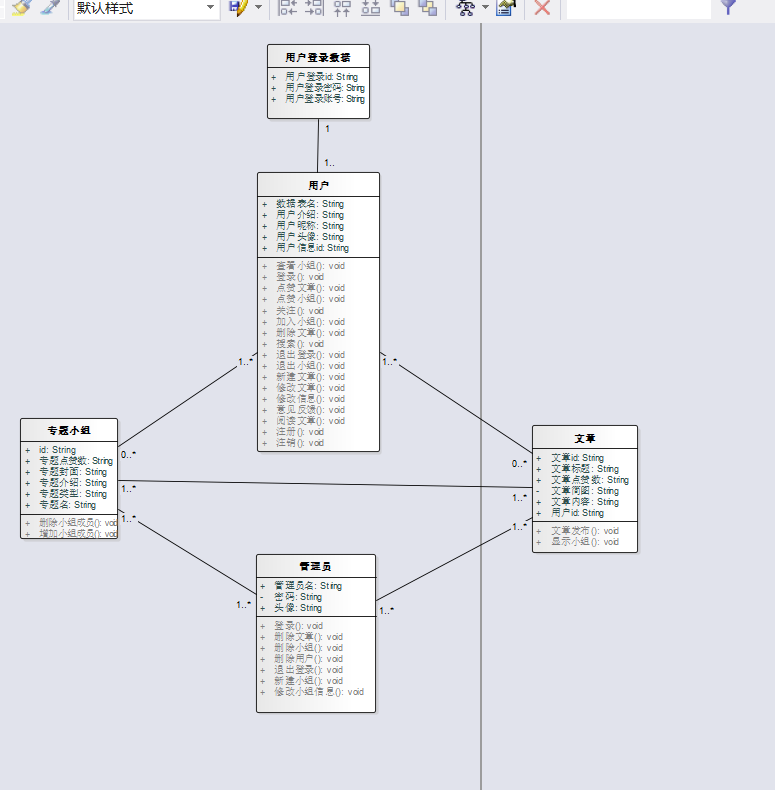 默认样式
用户登录数据
+ 用户登录id: String
+ 用户登录密码: String
+ 用户登录账号: String
1
1..
用户
+ 数据表名: String
+ 用户介绍: String
+ 用户昵称: String
+ 用户头像: String
+ 用户信息id: String
+ 查看小组(): void
+ 登录(): void
+ 点赞文章(): void
+ 点赞小组(): void
+ 关注(): void
+ 加入小组(): void
+ 删除文章(): void
+ 搜索(): void
+ 退出登录(): void
+ 退出小组(): void
+ 新建文章(): void
+ 修改文章(): void
+ 修改信息(): void
+ 意见反馈(): void
+ 阅读文章(): void
+ 注册(): void
+ 注销(): void
1..*
1..*
专题小组
+ id: String
+ 专题点赞数: String
+ 专题封面: String
+ 专题介绍: String
+ 专题类型: String
+ 专题名: String
+ 删除小组成员(): void
+ 增加小组成员(): void
0..*
1..*
1..*
文章
+ 文章id: String
+ 文章标题: String
+ 文章点赞数: String
- 文章简图: String
+ 文章内容: String
+ 用户id: String
+ 文章发布(): void
+ 显示小组(): void
0..*
1..*
1..*
管理员
+ 管理员名: String
- 密码: String
+ 头像: String
+ 登录(): void
+ 删除文章(): void
+ 删除小组(): void
+ 删除用户(): void
+ 退出登录(): void
+ 新建小组(): void
+ 修改小组信息(): void
1..*
1..*